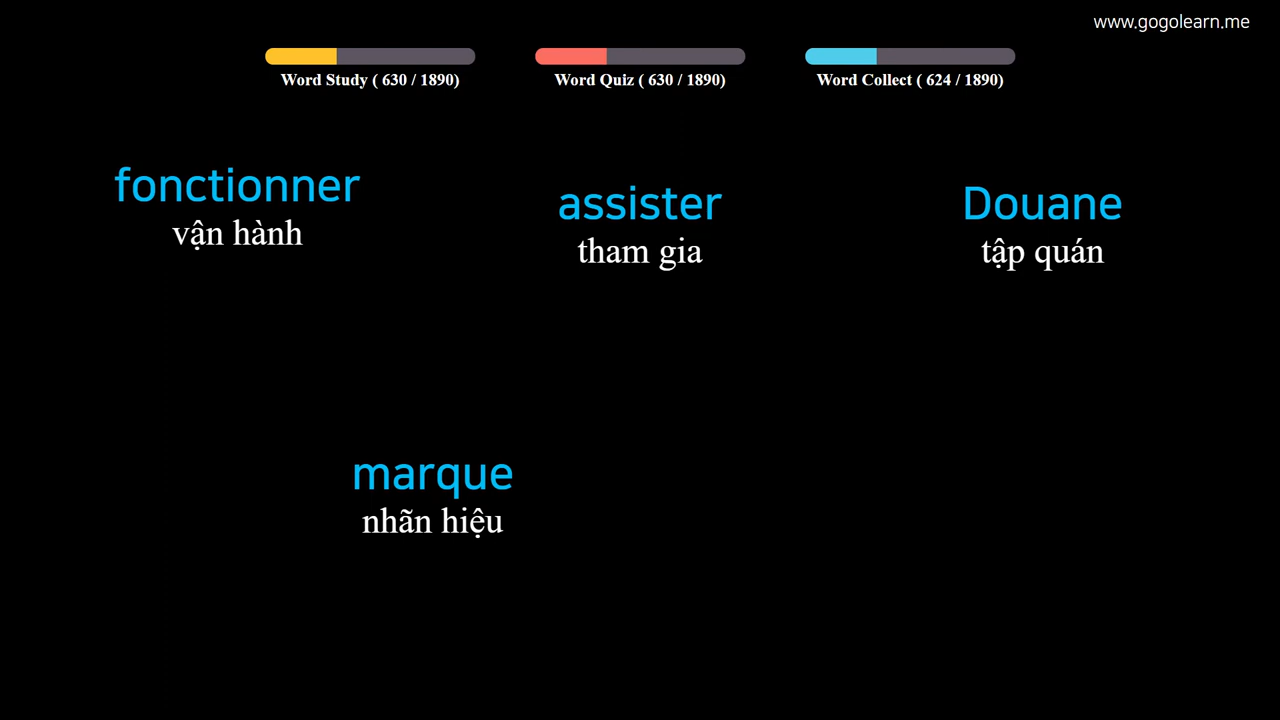 www.gogolearn.me
Word Study ( 630 / 1890)
Word Quiz ( 630 / 1890)
Word Collect ( 624 / 1890)
fonctionner
vận hành
assister
tham gia
Douane
tập quán
marque
nhãn hiệu